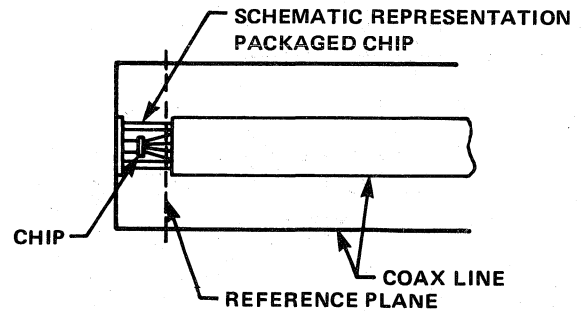 SCHEMATIC REPRESENTATION
PACKAGED CHIP
CHIP
COAX LINE
REFERENCE PLANE